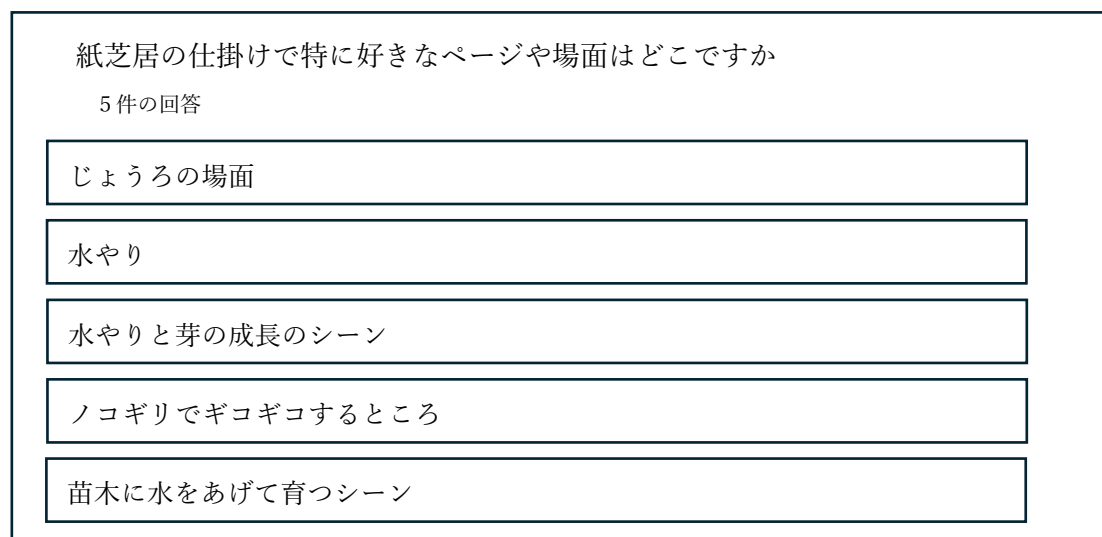 紙芝居の仕掛けで特に好きなページや場面はどこですか
5件の回答
じょうろの場面
水やり
水やりと芽の成長のシーン
ノコギリでギコギコするところ
苗木に水をあげて育つシーン